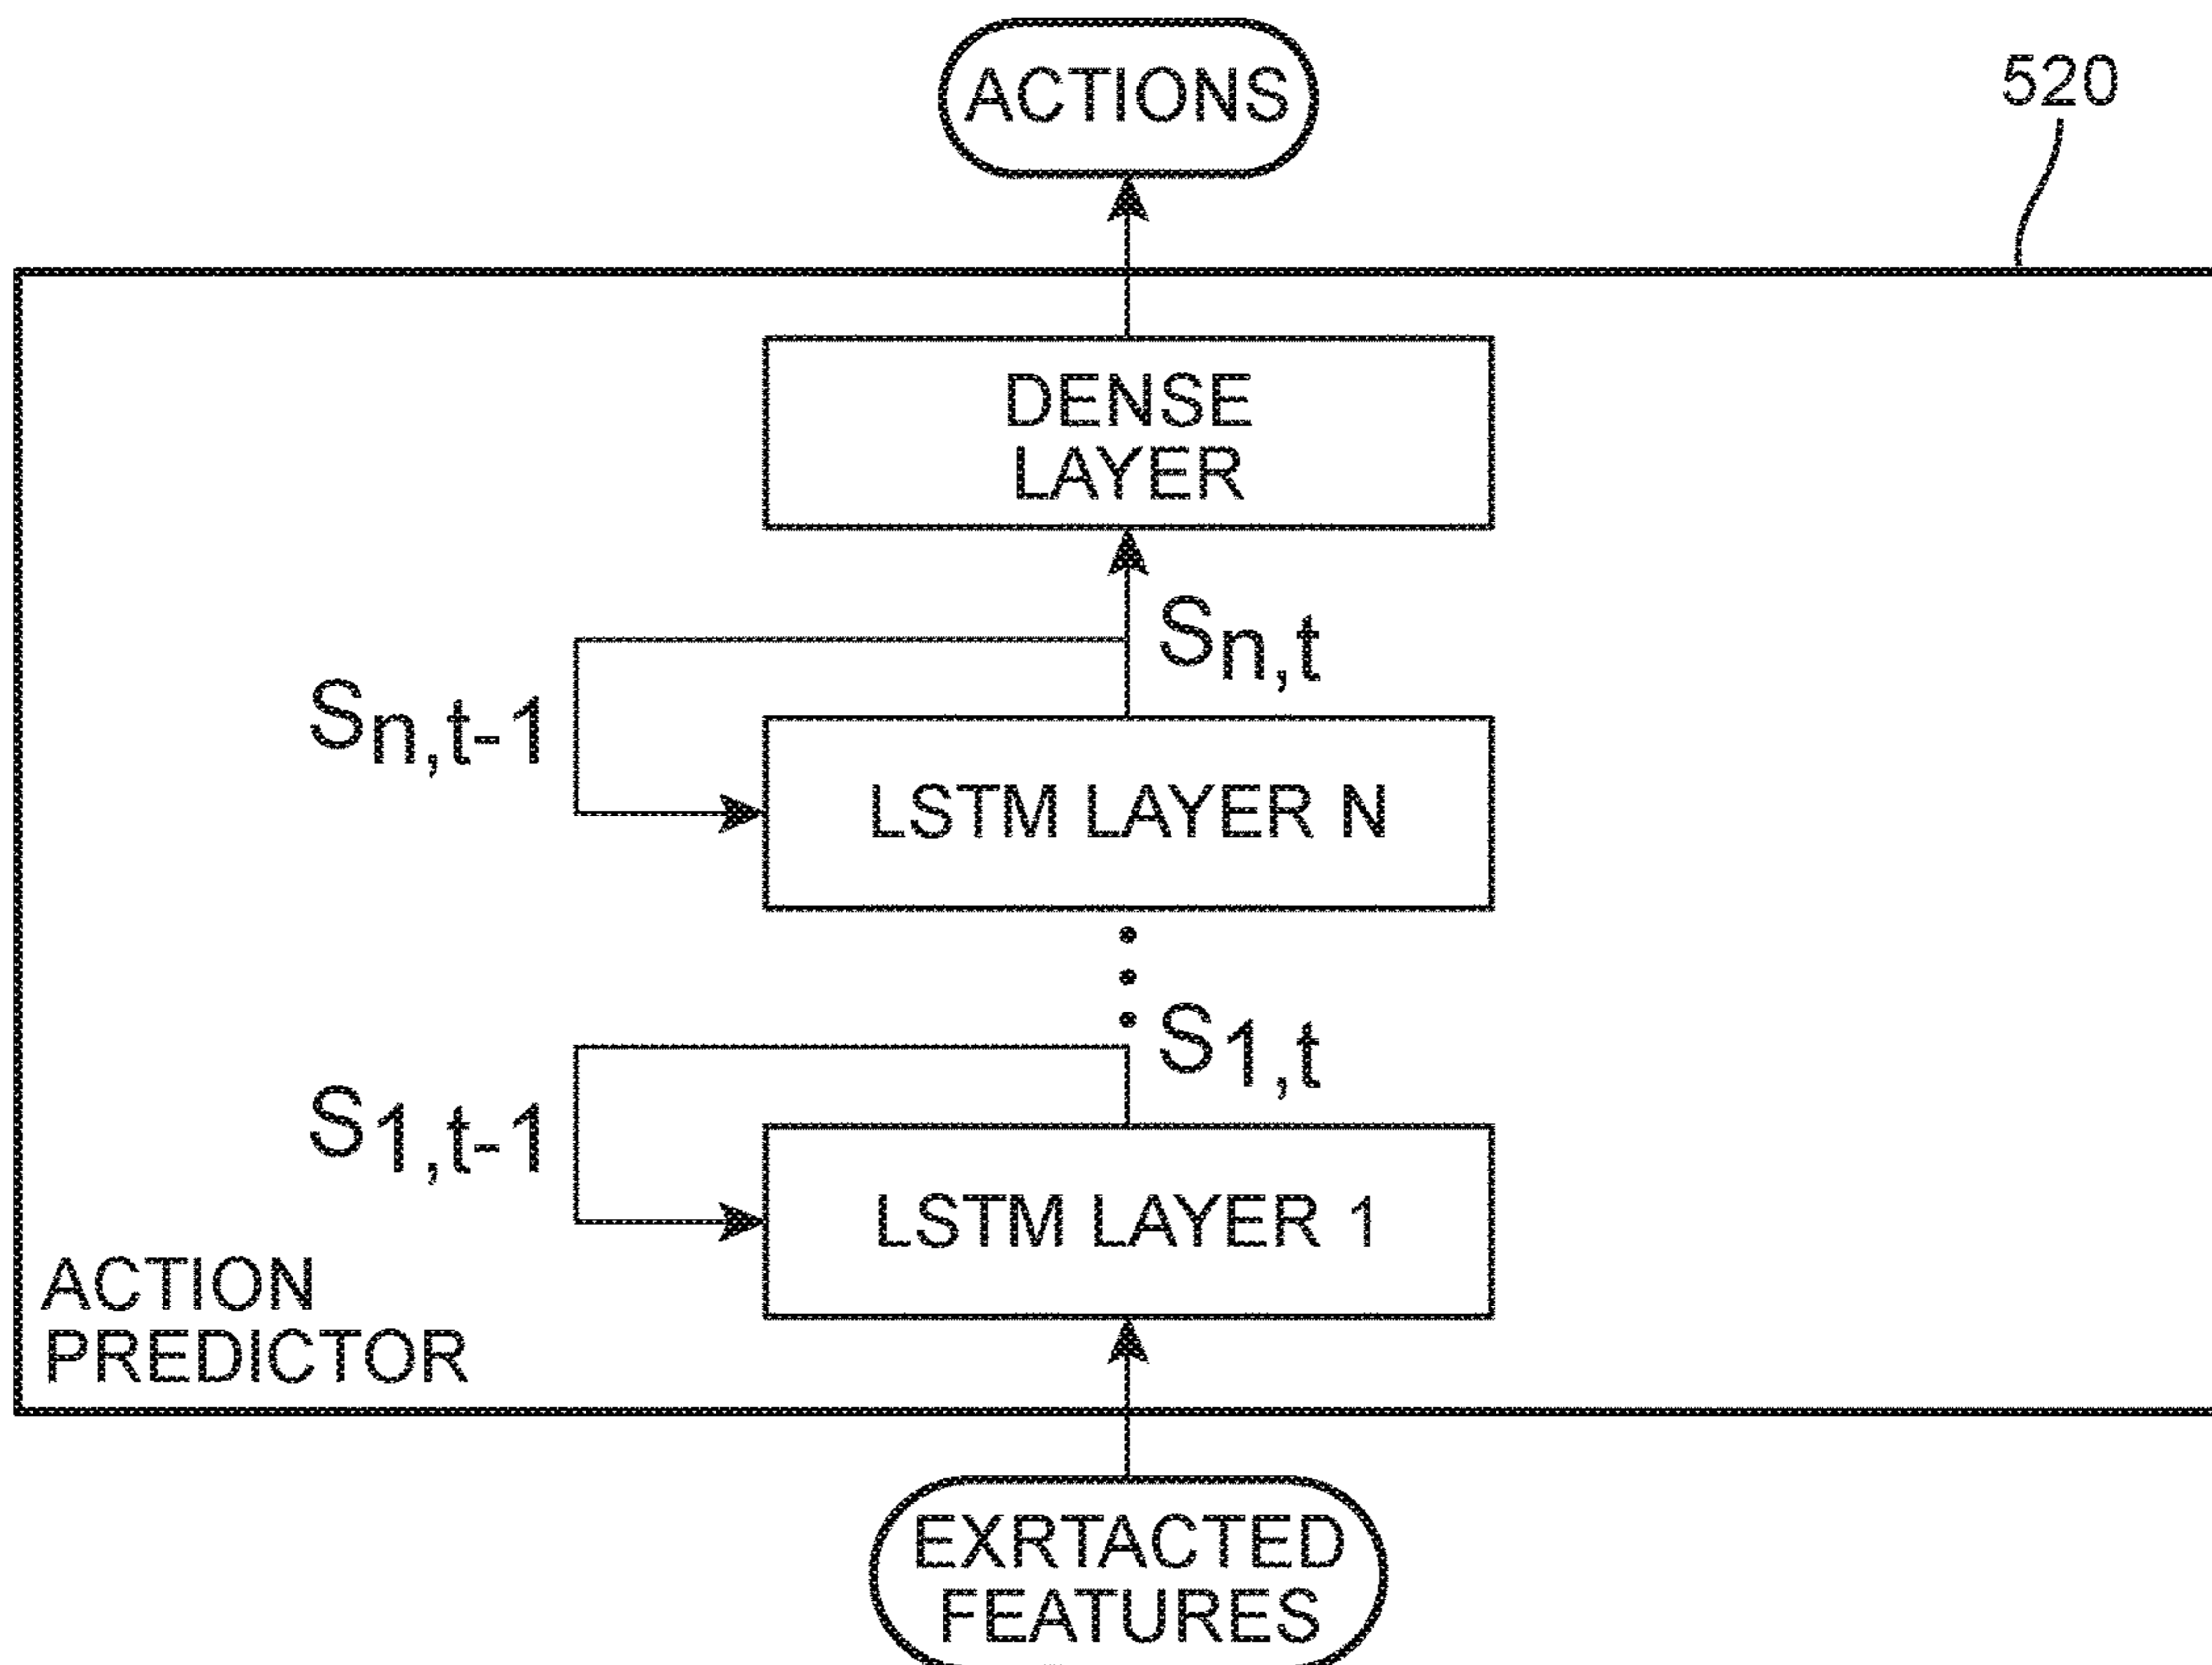 ACTIONS
520
DENSE
LAYER
Sn,t
Sn,t-1
LSTM LAYER N
S1,t
S1,t-1
LSTM LAYER 1
ACTION
PREDICTOR
EXRTACTED
FEATURES